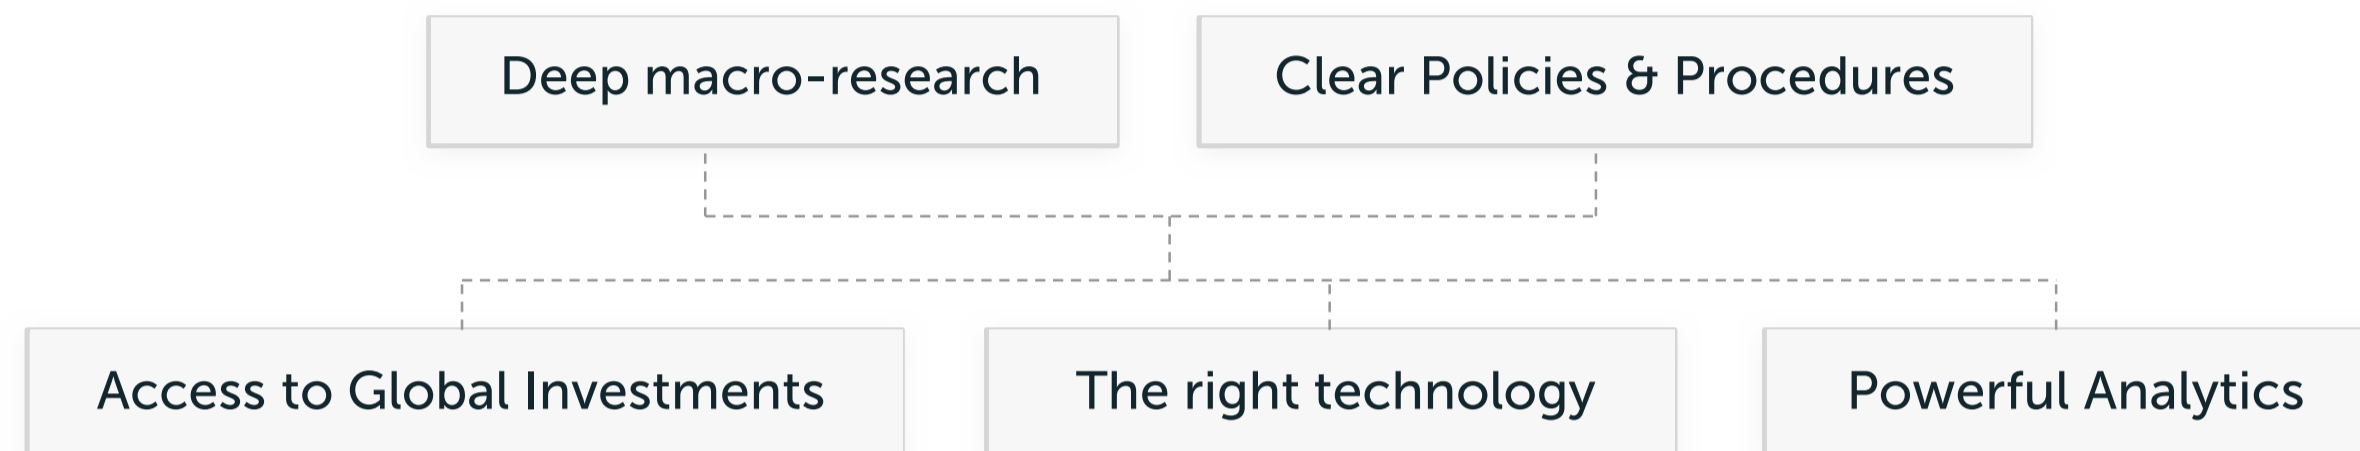 Deep macro-research
Clear Policies & Procedures
Access to Global Investments
The right technology
Powerful Analytics